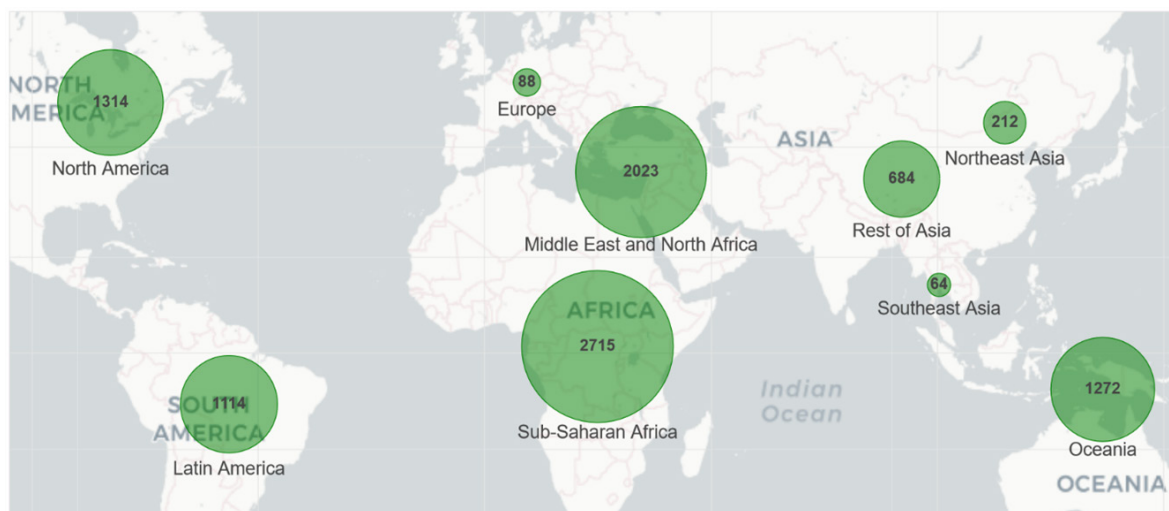 NORTH
AMERICA
1314
North America
88
Europe
2023
Middle East and North Africa
ASIA
212
Northeast Asia
684
Rest of Asia
64
Southeast Asia
AFRICA
2715
Sub-Saharan Africa
Indian
Ocean
1114
SOUTH
AMERICA
Latin America
1272
Oceania
OCEANIA